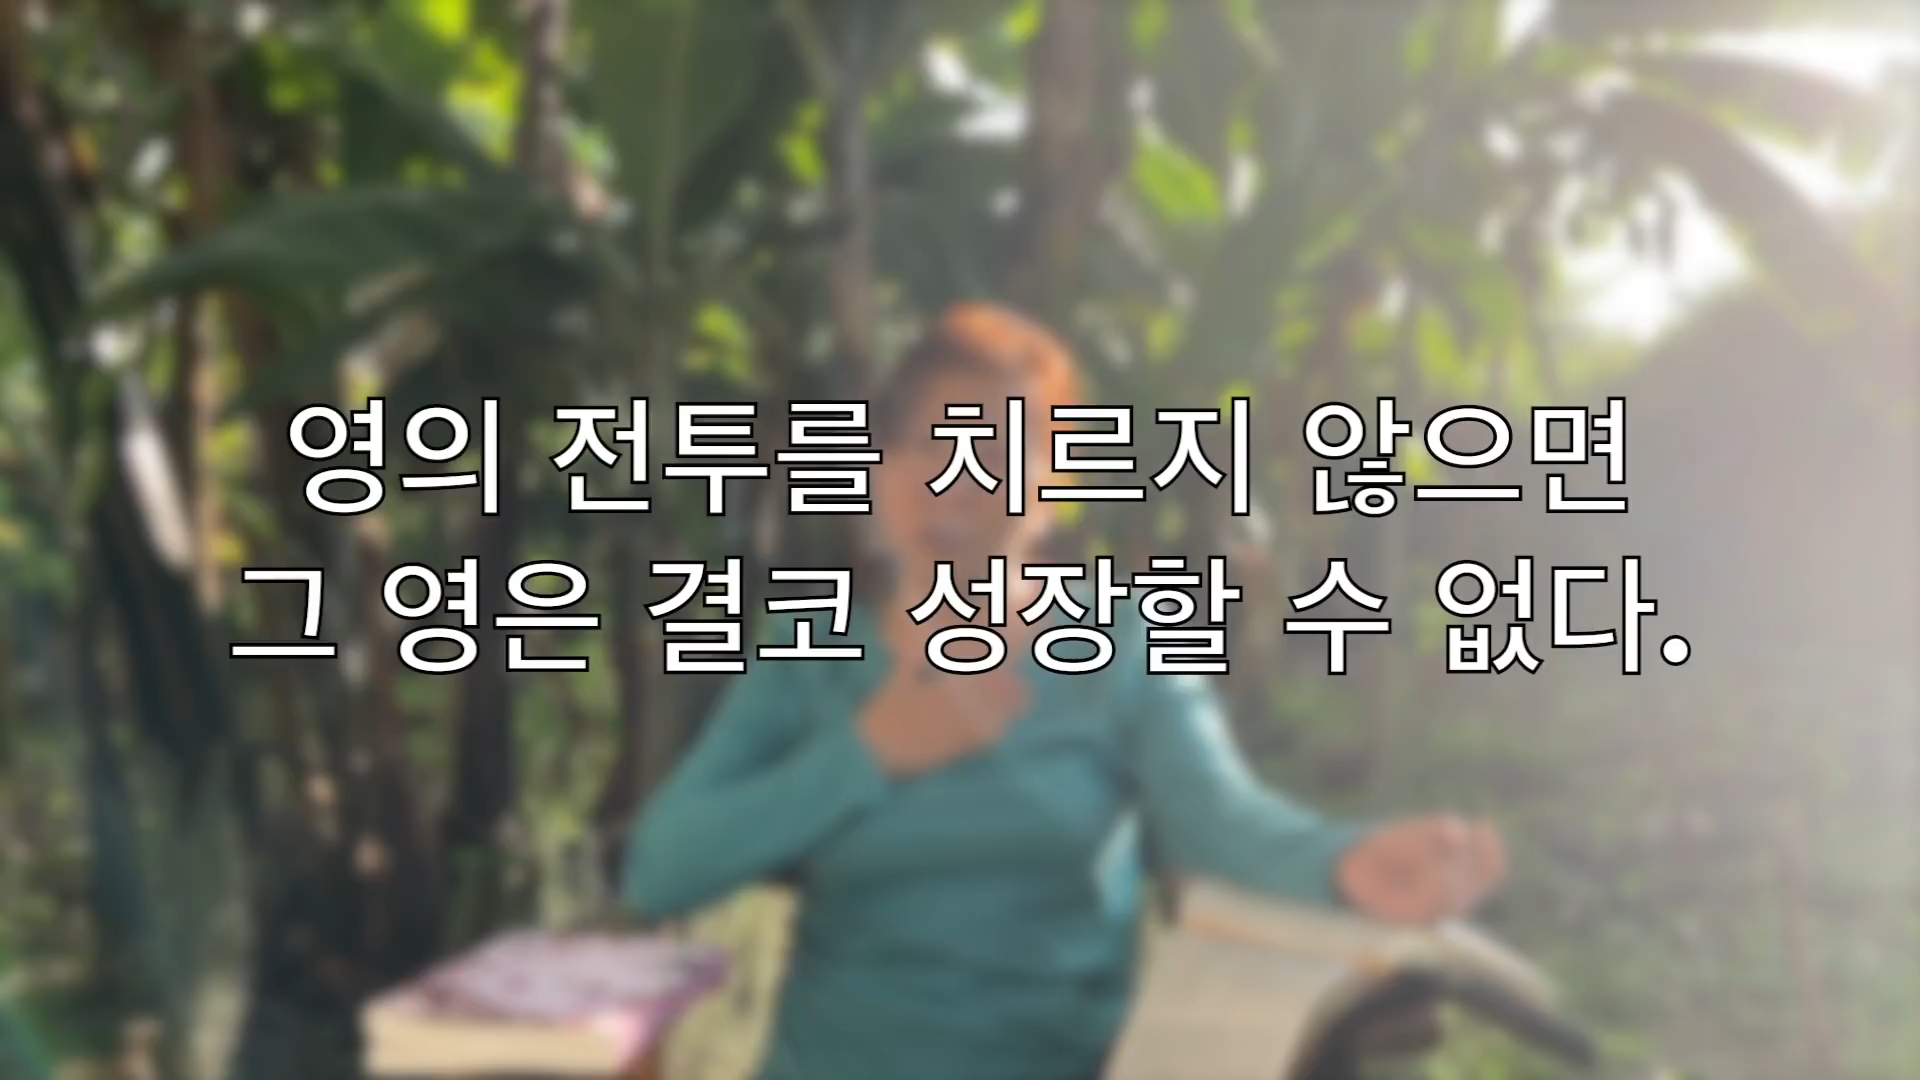 영의 전투를 치르지 않으면
그 영은 결코 성장할 수 없다.